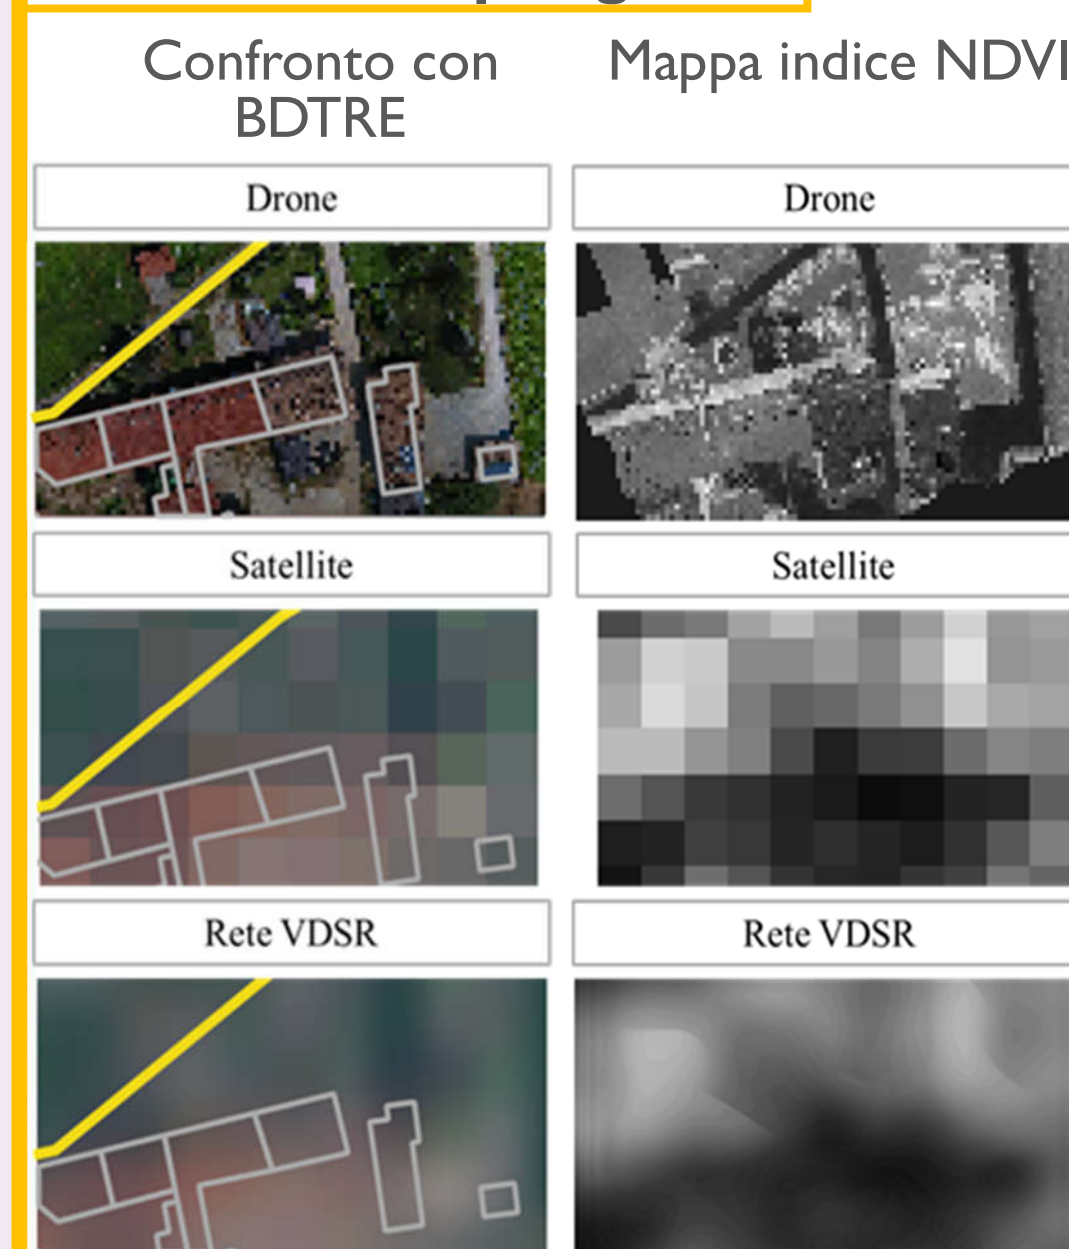 Confronto con
BDTRE
Mappa indice NDVI
Drone
Drone
Satellite
Satellite
Rete VDSR
Rete VDSR